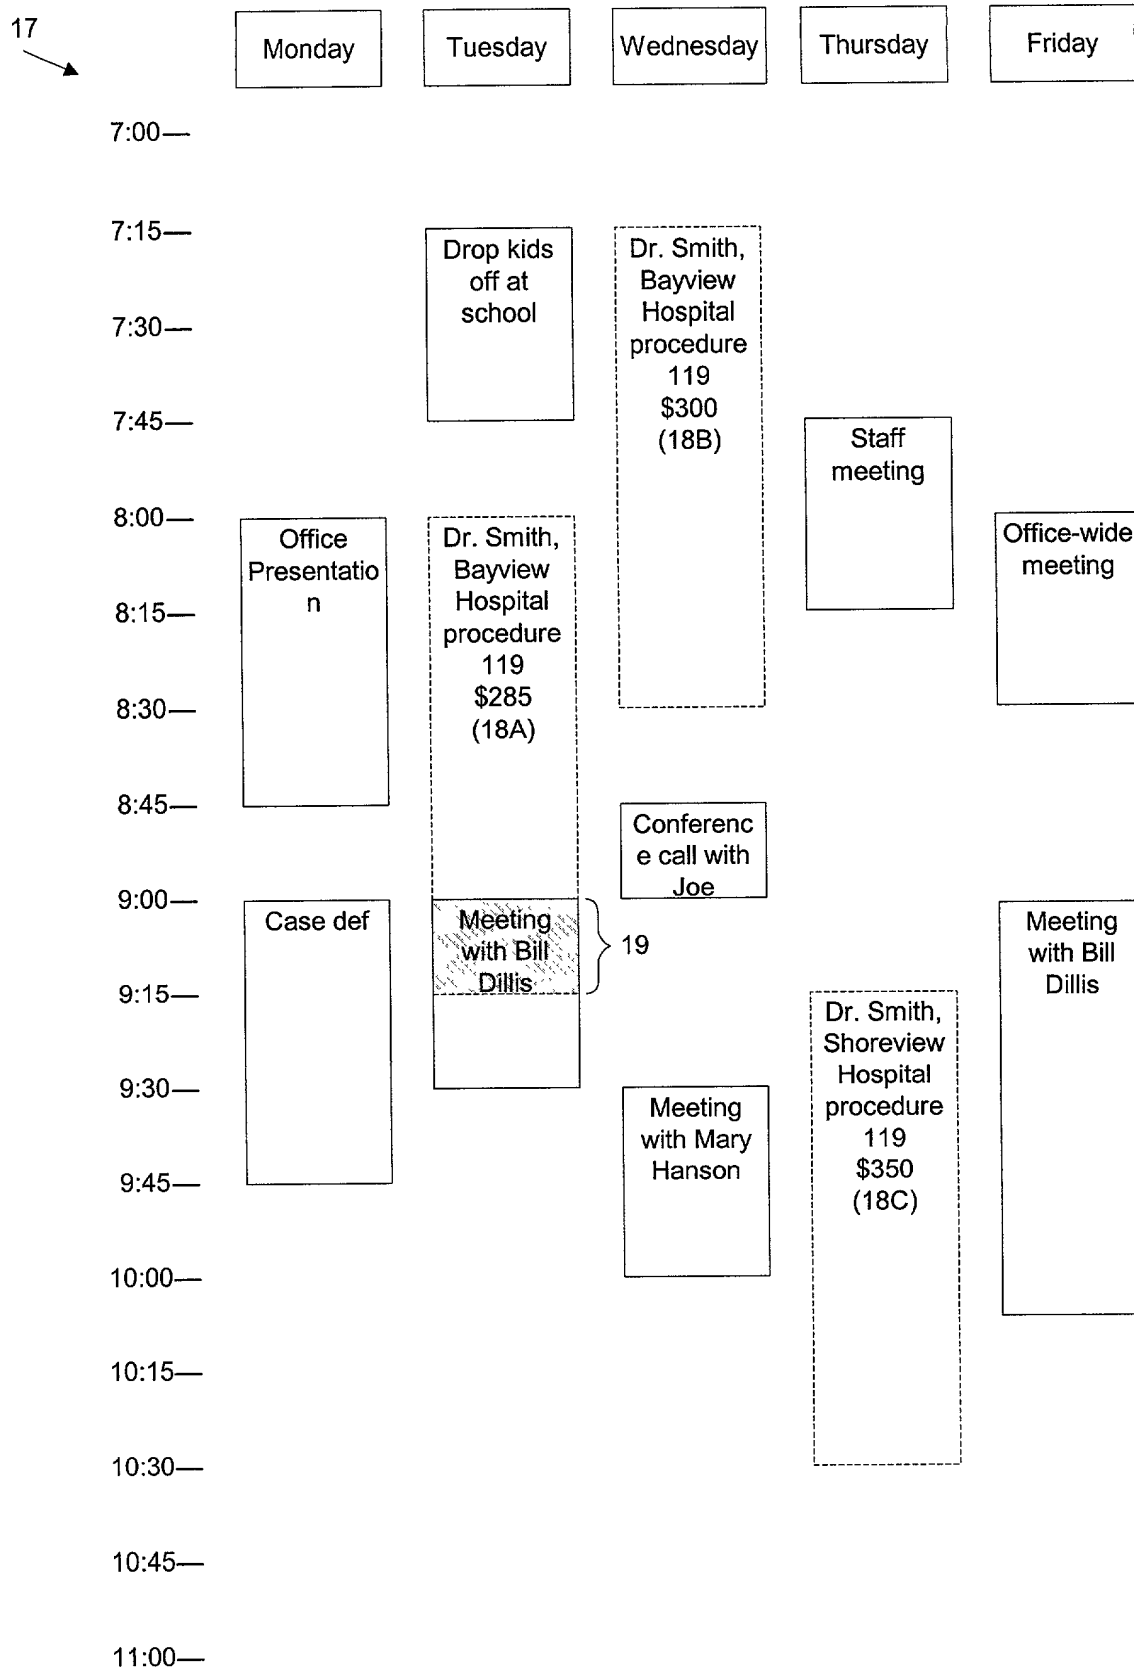 17
Monday
Tuesday
Wednesday
Thursday
Friday
7:00
7:15
7:30
7:45
8:00
8:15
8:30
8:45
9:00
9:15
9:30
9:45
10:00
10:15
10:30
10:45
11:00
Office
Presentatio
n
Case def
Drop kids
off at
school
Dr. Smith,
Bayview
Hospital
procedure
119
$285
(18A)
Meeting
with Bill
Dillis
19
Dr. Smith,
Bayview
Hospital
procedure
119
$300
(18B)
Conferenc
e call with
Joe
Meeting
with Mary
Hanson
Staff
meeting
Dr. Smith,
Shoreview
Hospital
procedure
119
$350
(18C)
Office-wide
meeting
Meeting
with Bill
Dillis